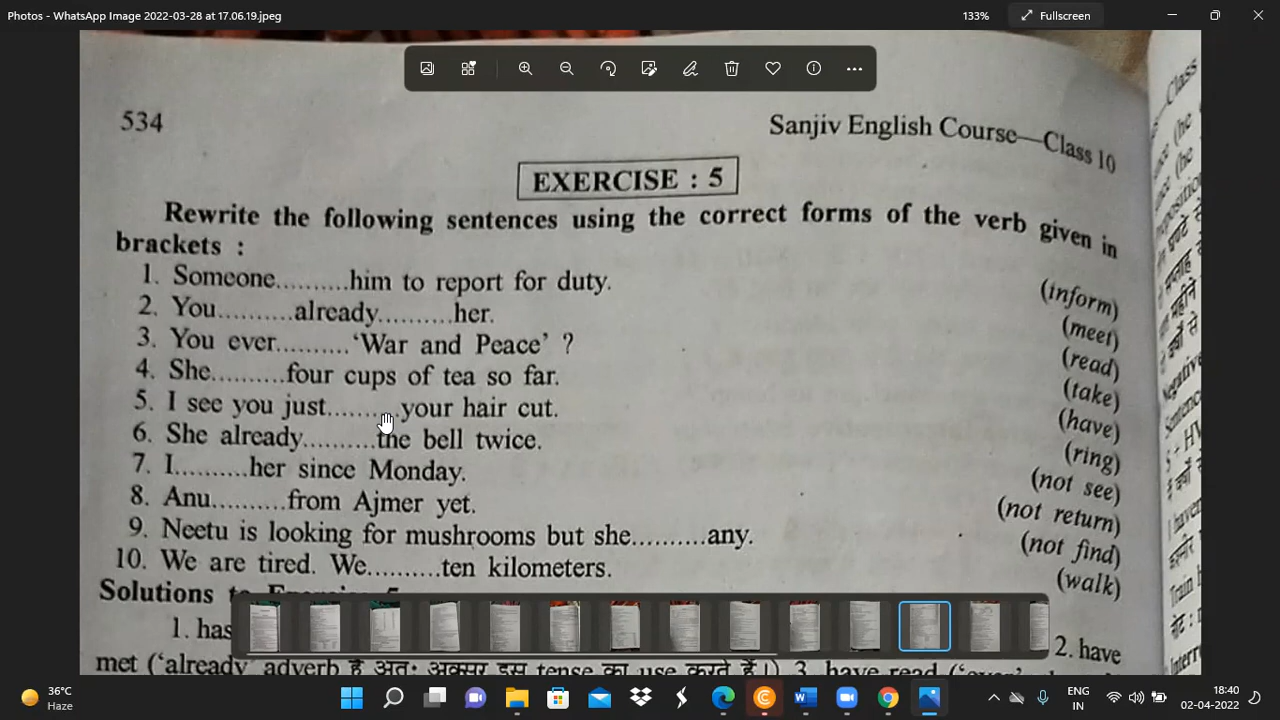 Photos - WhatsApp Image 2022-03-28 at 17.06.19.jpeg 133% Fullscreen
534 Sanjiv English Course—Class 10
EXERCISE : 5
Rewrite the following sentences using the correct forms of the verb given in
brackets :
1. Someone..........him to report for duty. (inform)
2. You..........already..........her. (meet)
3. You ever..........‘War and Peace’ ? (read)
4. She..........four cups of tea so far. (take)
5. I see you just..........your hair cut. (have)
6. She already..........the bell twice. (ring)
7. I..........her since Monday. (not see)
8. Anu..........from Ajmer yet. (not return)
9. Neetu is looking for mushrooms but she..........any. (not find)
10. We are tired. We..........ten kilometers. (walk)
Solutions to Exercise 5
1. has 2. have
met (‘already’ adverb है अतः अक्सर इस tense का use करते हैं।) 3. have read (‘ever’
36°C
Haze
ENG
IN
18:40
02-04-2022